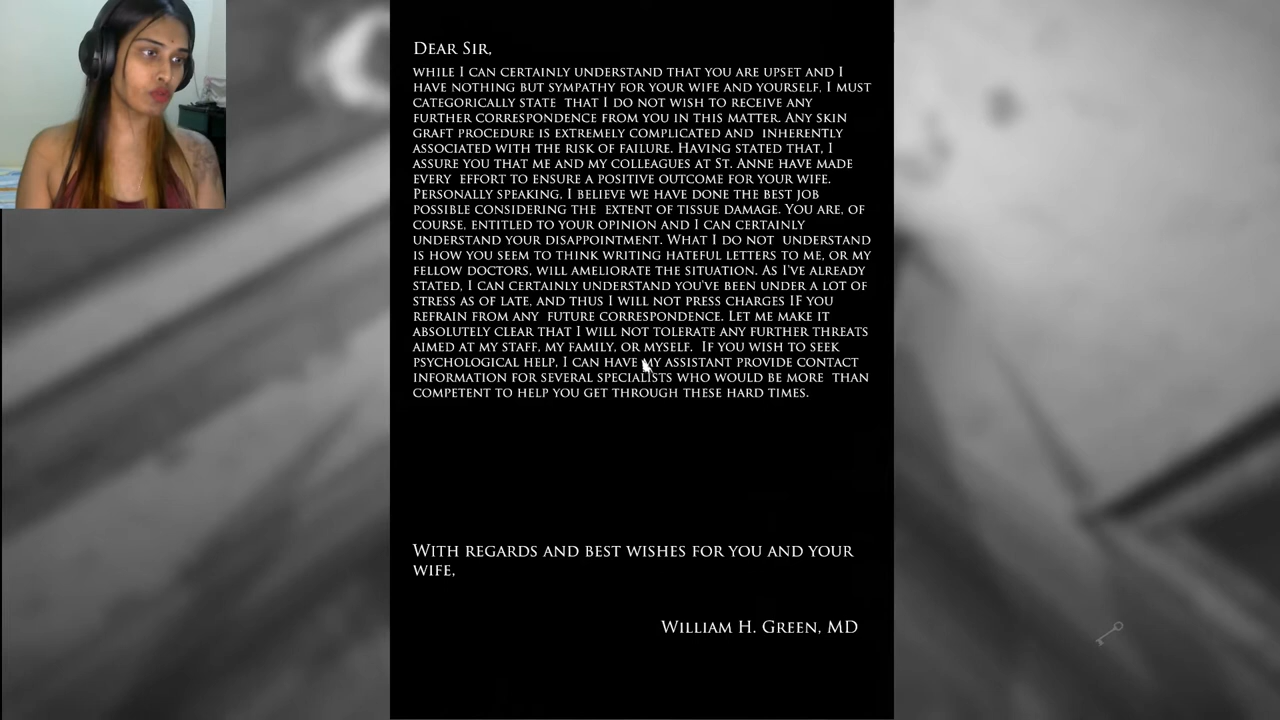 Dear Sir,
while I can certainly understand that you are upset and I
have nothing but sympathy for your wife and yourself, I must
categorically state that I do not wish to receive any
further correspondence from you in this matter. Any skin
graft procedure is extremely complicated and inherently
associated with the risk of failure. Having stated that, I
assure you that me and my colleagues at St. Anne have made
every effort to ensure a positive outcome for your wife.
Personally speaking, I believe we have done the best job
possible considering the extent of tissue damage. You are, of
course, entitled to your opinion and I can certainly
understand your disappointment. What I do not understand
is how you seem to think writing hateful letters to me, or my
fellow doctors, will ameliorate the situation. As I've already
stated, I can certainly understand you've been under a lot of
stress as of late, and thus I will not press charges IF you
refrain from any future correspondence. Let me make it
absolutely clear that I will not tolerate any further threats
aimed at my staff, my family, or myself. If you wish to seek
psychological help, I can have my assistant provide contact
information for several specialists who would be more than
competent to help you get through these hard times.
With regards and best wishes for you and your
wife,
William H. Green, MD